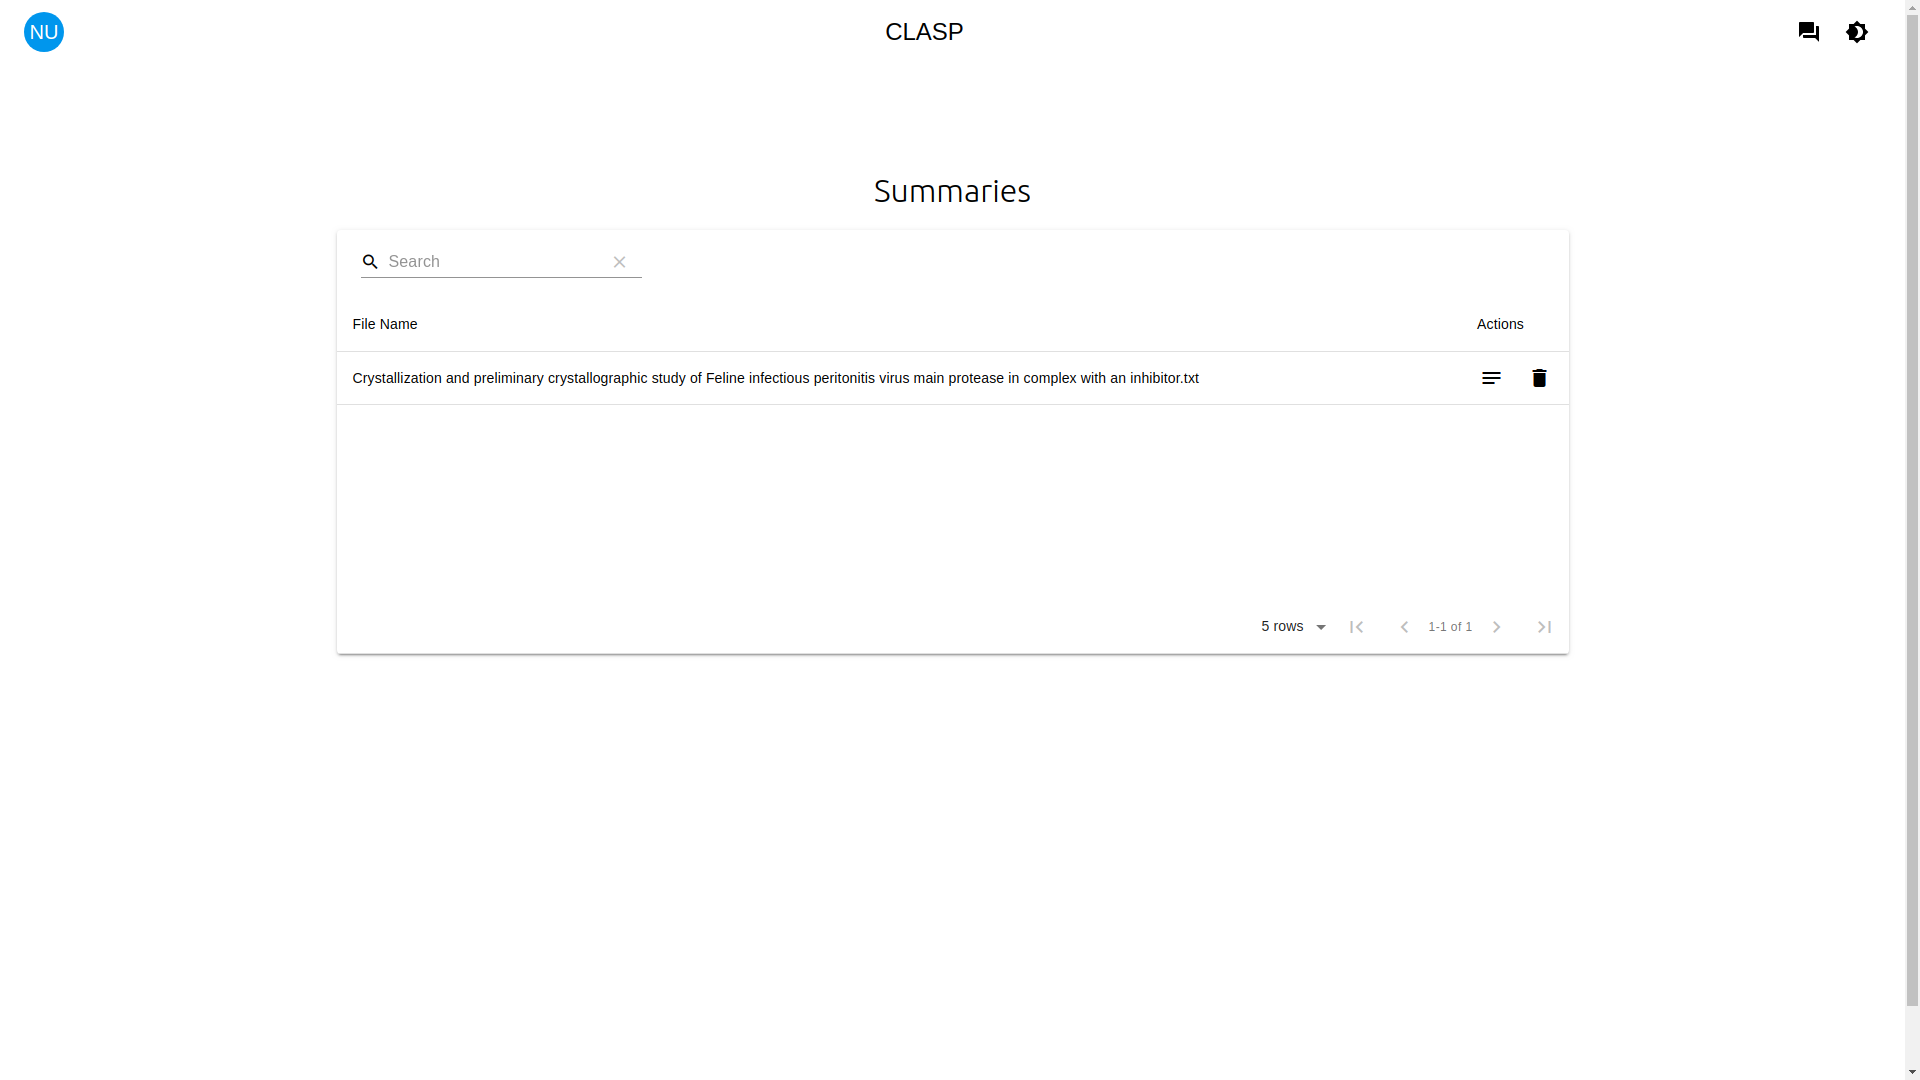 NU
CLASP
Summaries
Search
File Name
Actions
Crystallization and preliminary crystallographic study of Feline infectious peritonitis virus main protease in complex with an inhibitor.txt
5 rows
1-1 of 1